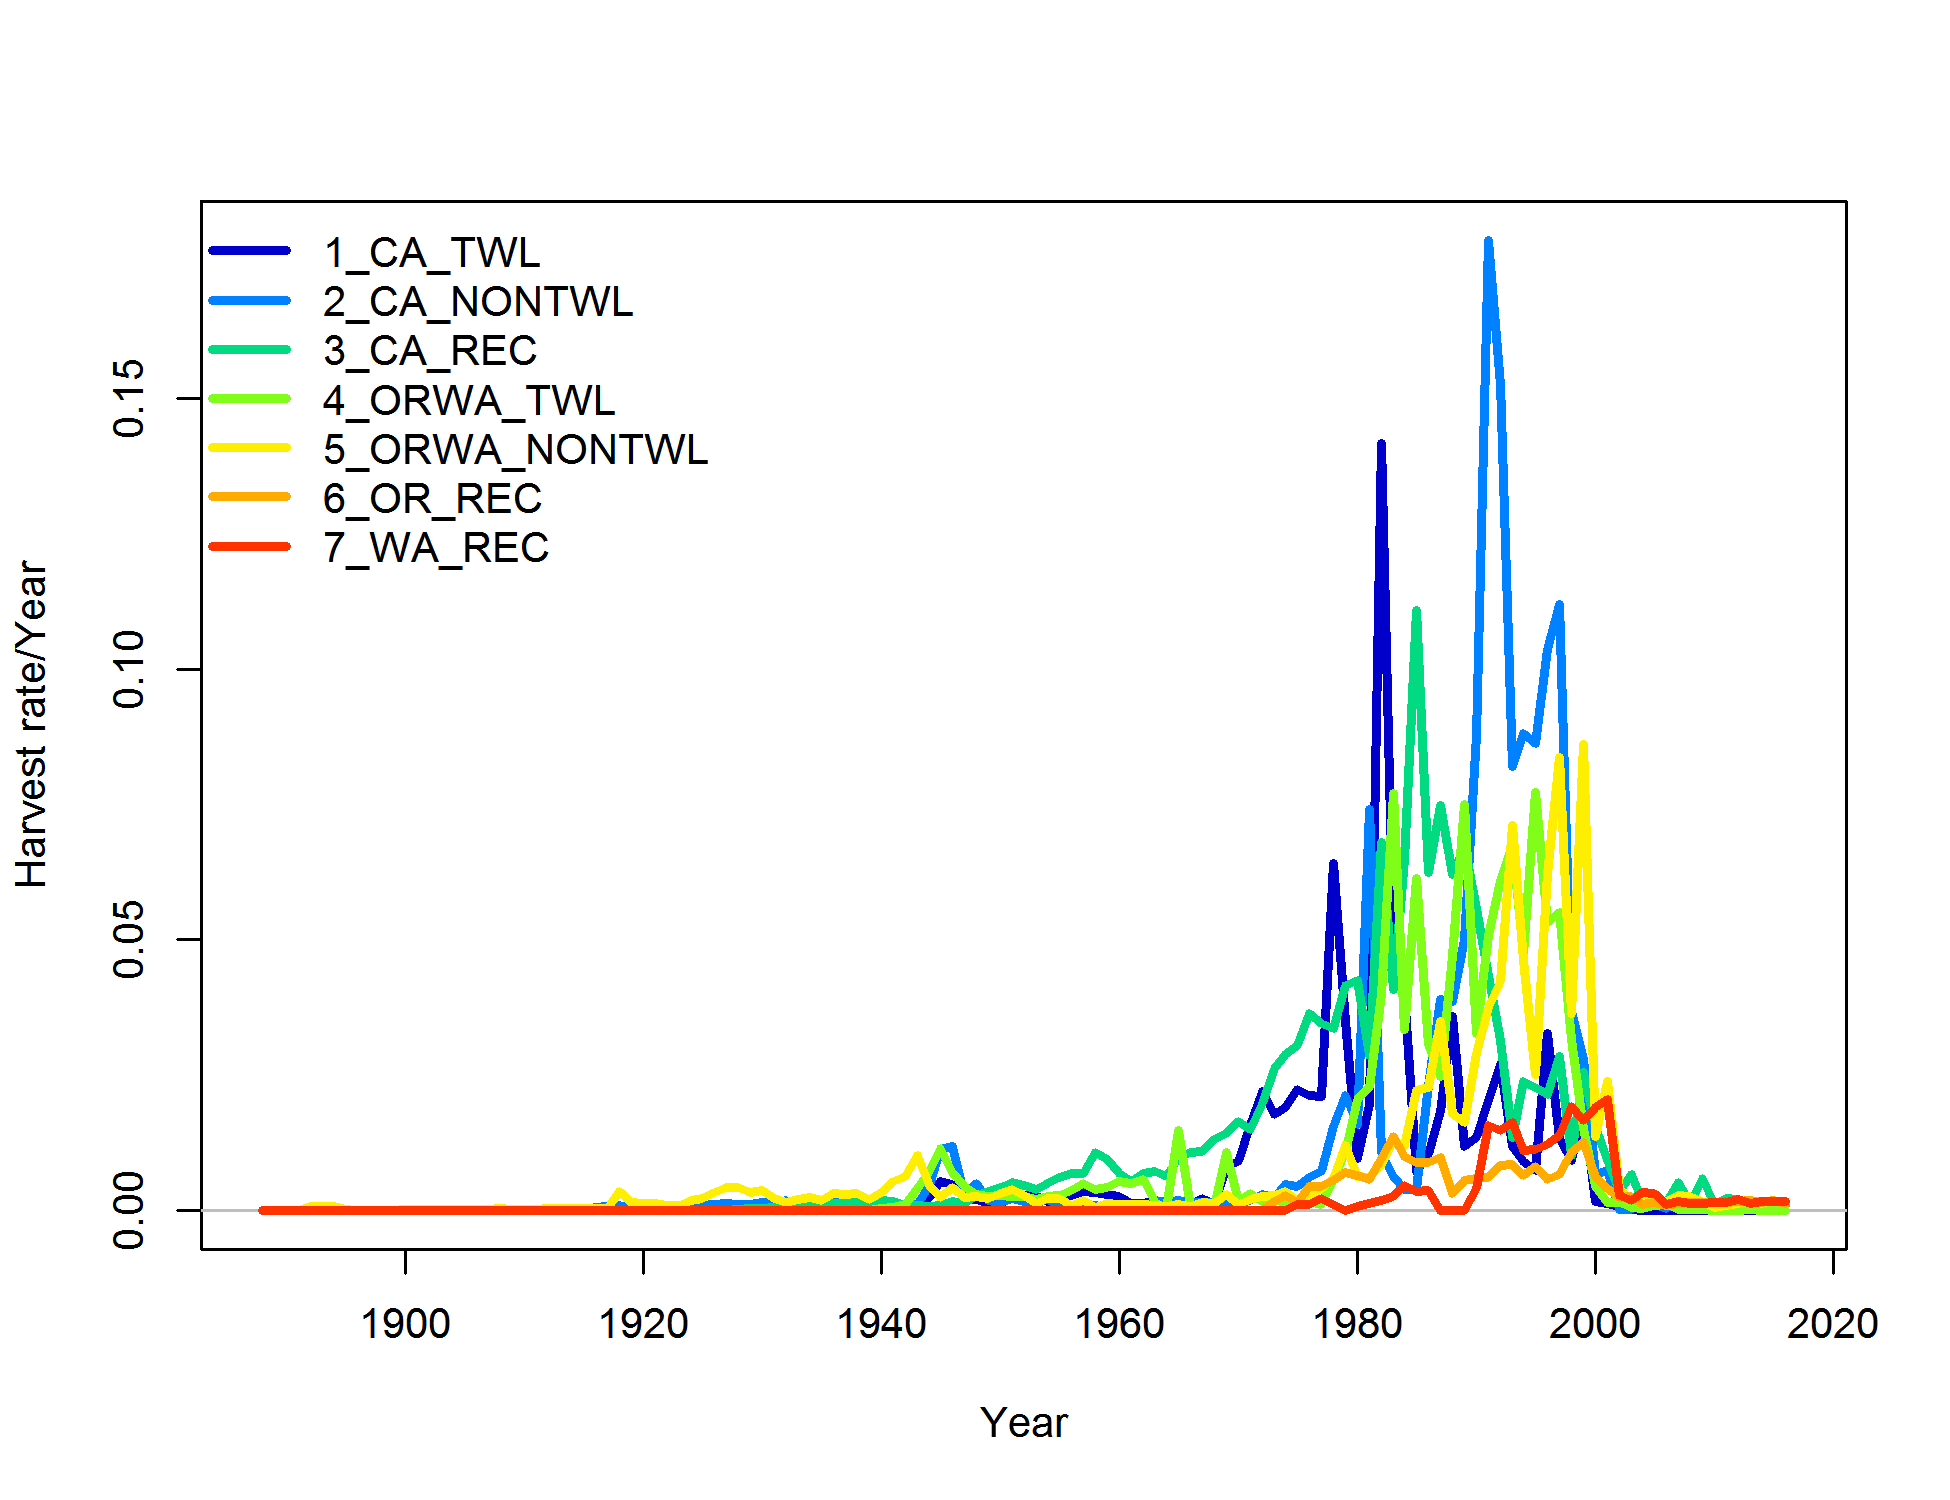 1_CA_TWL
2_CA_NONTWL
3_CA_REC
4_ORWA_TWL
5_ORWA_NONTWL
6_OR_REC
7_WA_REC
Harvest rate/Year
0.15
0.10
0.05
0.00
1900 1920 1940 1960 1980 2000 2020
Year